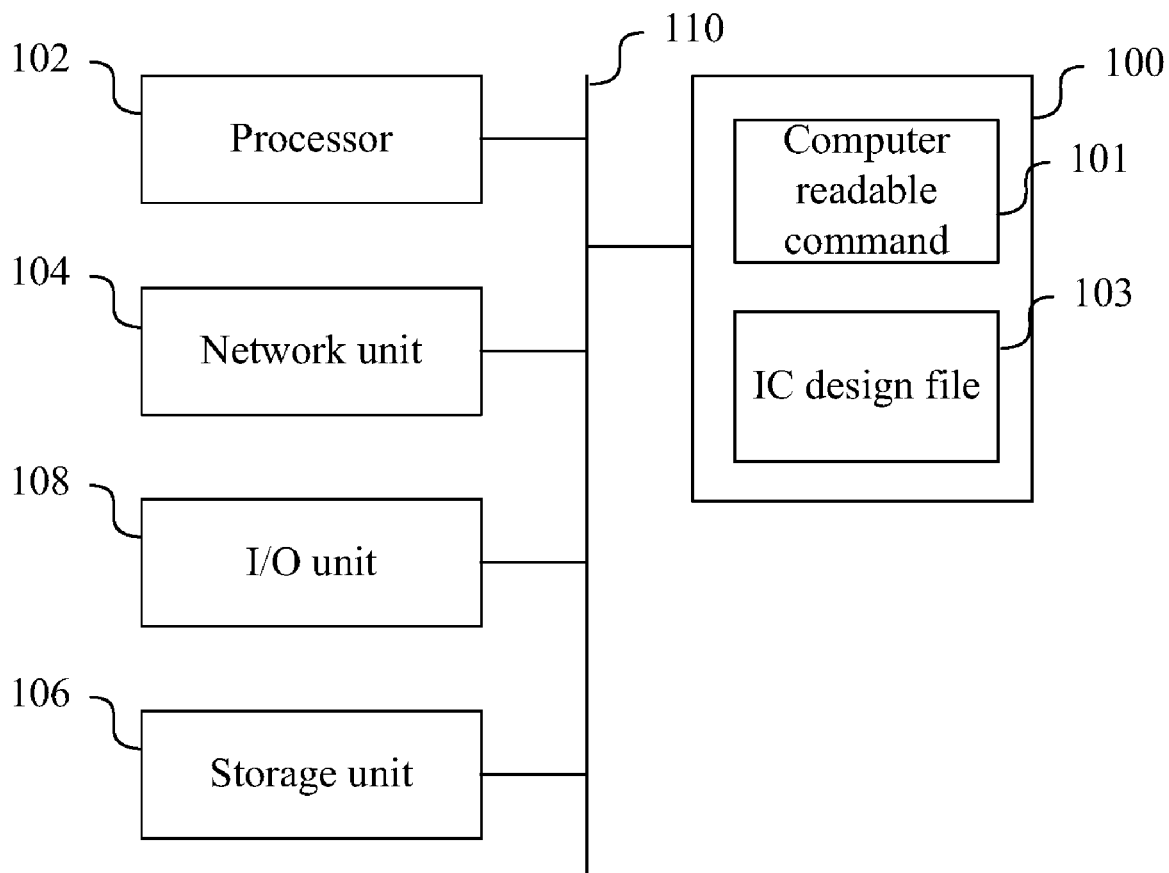 110
102
100
Processor
Computer
readable
command
101
104
103
Network unit
IC design file
108
I/O unit
106
Storage unit